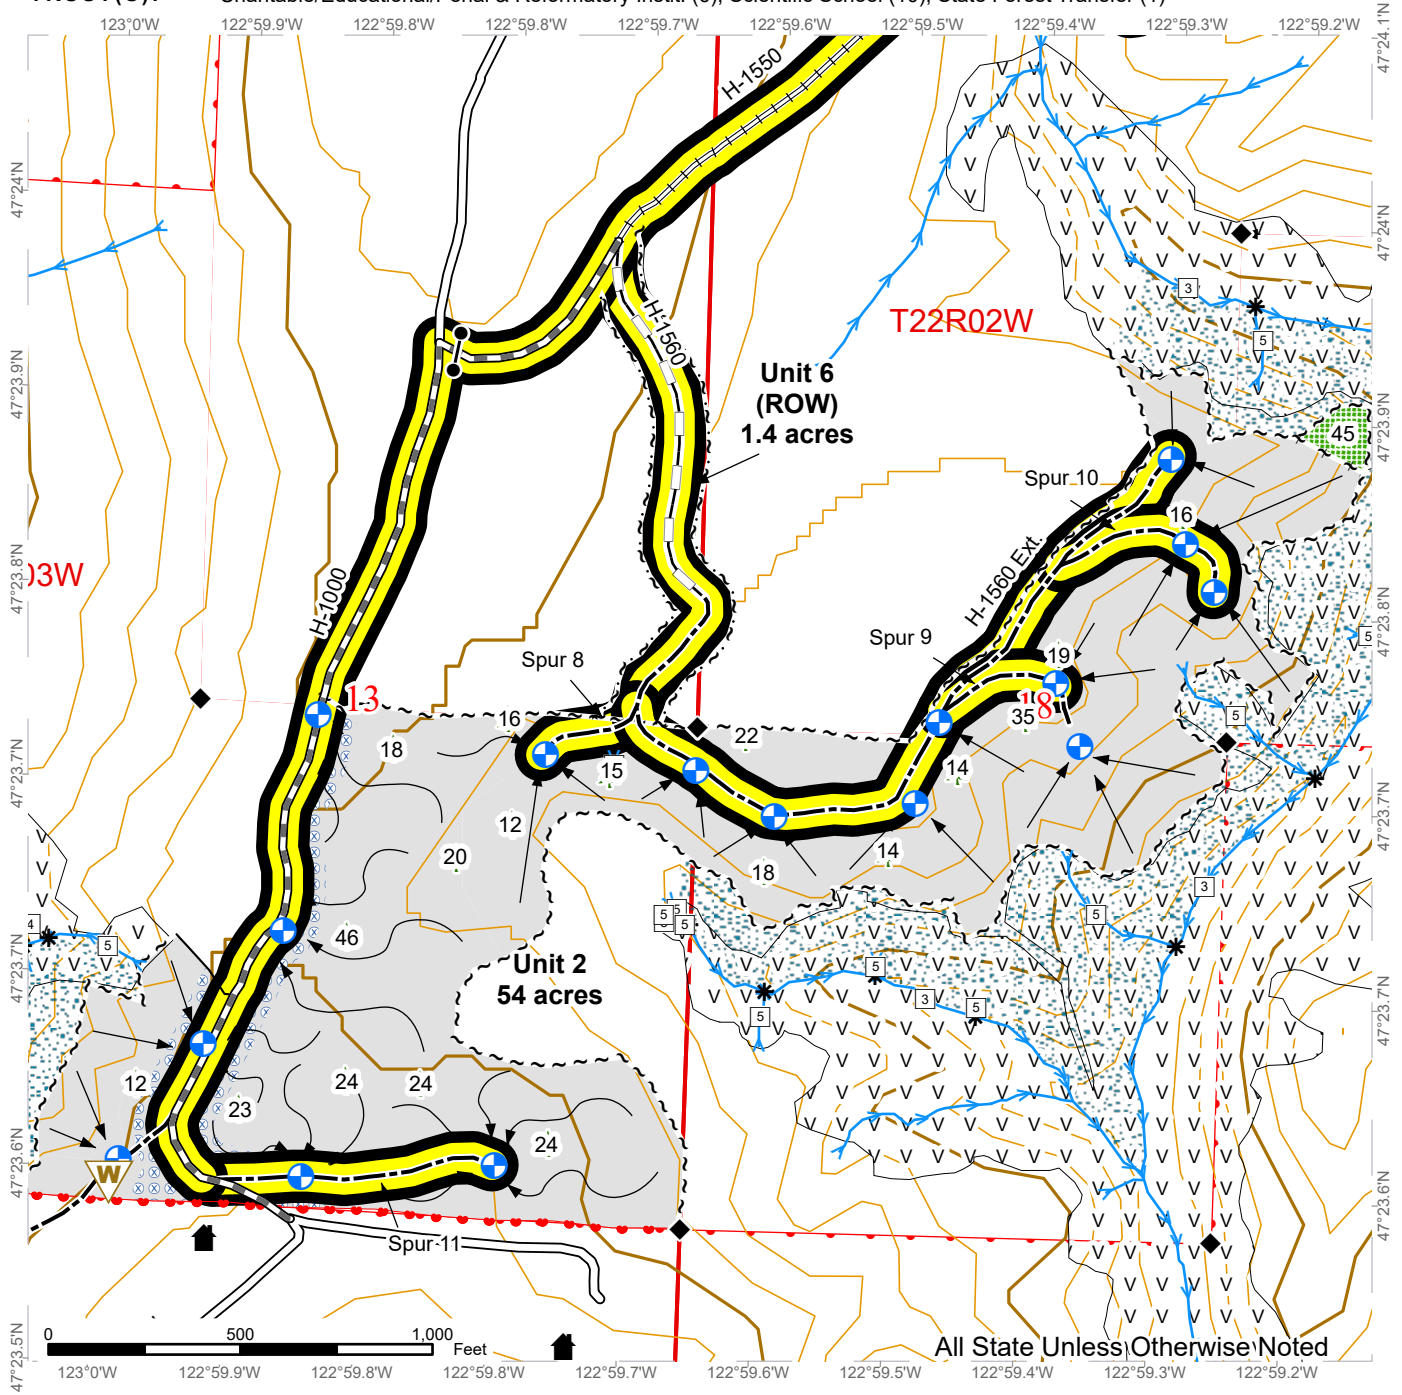 Charitable/Educational/Penal & Reformatory Instit. (6), Scientific School (10), State Forest Transfer (1)
123°0'W 122°59.9'W 122°59.8'W 122°59.7'W 122°59.6'W 122°59.5'W 122°59.4'W 122°59.3'W 122°59.2'W
47°24.1'N
H-1550
47°24'N
47°24'N
3
T22R02W
5
H-1560
47°23.9'N
Unit 6
(ROW)
1.4 acres
47°23.9'N
45
Spur 10
16
03W
47°23.8'N
H-1000
H-1560 Ext.
47°23.8'N
5
Spur 9
Spur 8
19
13
18
35
5
16
18
22
15
14
47°23.7'N
47°23.7'N
12
20
14
18
3
5
5
5
4
46
5
Unit 2
54 acres
5
3
5
5
47°23.7'N
47°23.7'N
12
24
24
23
24
W
47°23.6'N
47°23.6'N
Spur 11
0 500 1,000
Feet
All State Unless Otherwise Noted
47°23.5'N
123°0'W 122°59.9'W 122°59.8'W 122°59.7'W 122°59.6'W 122°59.5'W 122°59.4'W 122°59.3'W 122°59.2'W